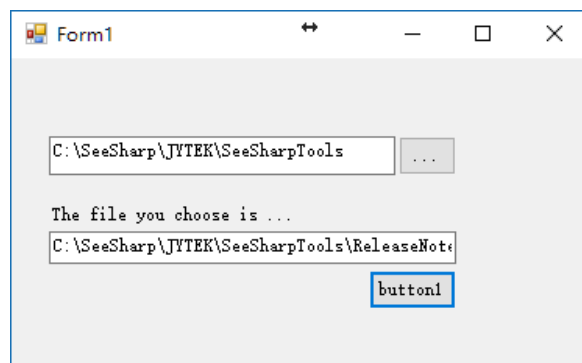 Form1
C:\SeeSharp\JYTEK\SeeSharpTools
...
The file you choose is ...
C:\SeeSharp\JYTEK\SeeSharpTools\ReleaseNote
button1